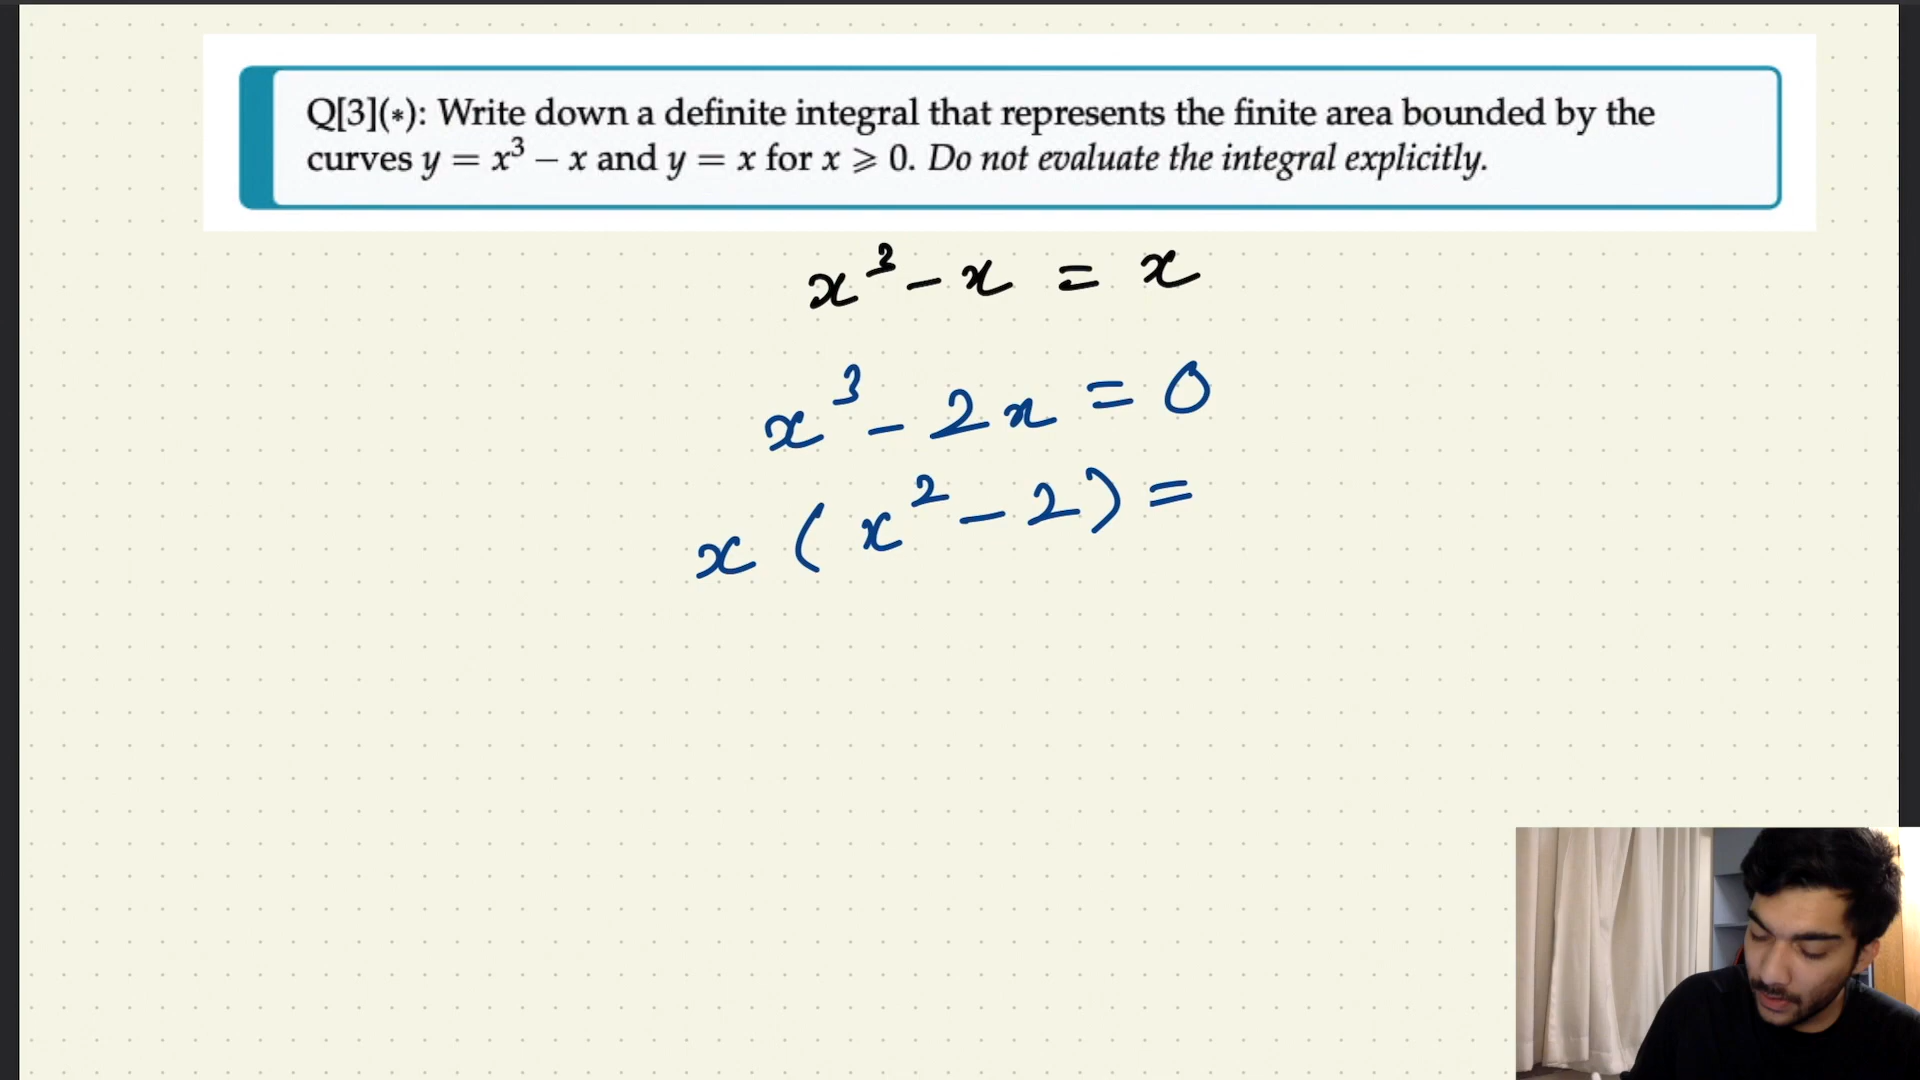 Q[3](*): Write down a definite integral that represents the finite area bounded by the
curves y = x³ − x and y = x for x ⩾ 0. Do not evaluate the integral explicitly.
x³ − x = x
x³ − 2x = 0
x (x² − 2) =